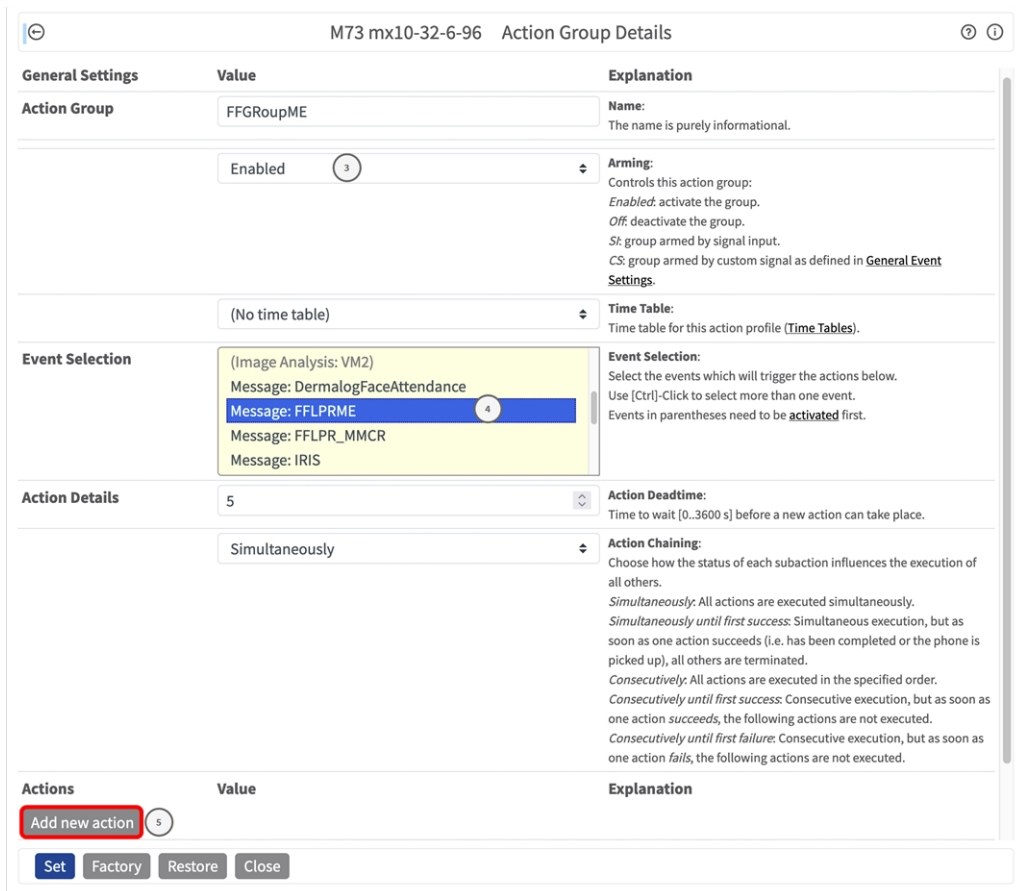 M73 mx10-32-6-96 Action Group Details
General Settings Value Explanation
Action Group
FFGRoupME
Name:
The name is purely informational.
Enabled
3
Arming:
Controls this action group:
Enabled: activate the group.
Off: deactivate the group.
SI: group armed by signal input.
CS: group armed by custom signal as defined in General Event
Settings.
(No time table)
Time Table:
Time table for this action profile (Time Tables).
Event Selection
(Image Analysis: VM2)
Message: DermalogFaceAttendance
Message: FFLPRME
4
Message: FFLPR_MMCR
Message: IRIS
Event Selection:
Select the events which will trigger the actions below.
Use [Ctrl]-Click to select more than one event.
Events in parentheses need to be activated first.
Action Details
5
Action Deadtime:
Time to wait [0..3600 s] before a new action can take place.
Simultaneously
Action Chaining:
Choose how the status of each subaction influences the execution of
all others.
Simultaneously: All actions are executed simultaneously.
Simultaneously until first success: Simultaneous execution, but as
soon as one action succeeds (i.e. has been completed or the phone is
picked up), all others are terminated.
Consecutively: All actions are executed in the specified order.
Consecutively until first success: Consecutive execution, but as soon as
one action succeeds, the following actions are not executed.
Consecutively until first failure: Consecutive execution, but as soon as
one action fails, the following actions are not executed.
Actions Value Explanation
Add new action
5
Set Factory Restore Close